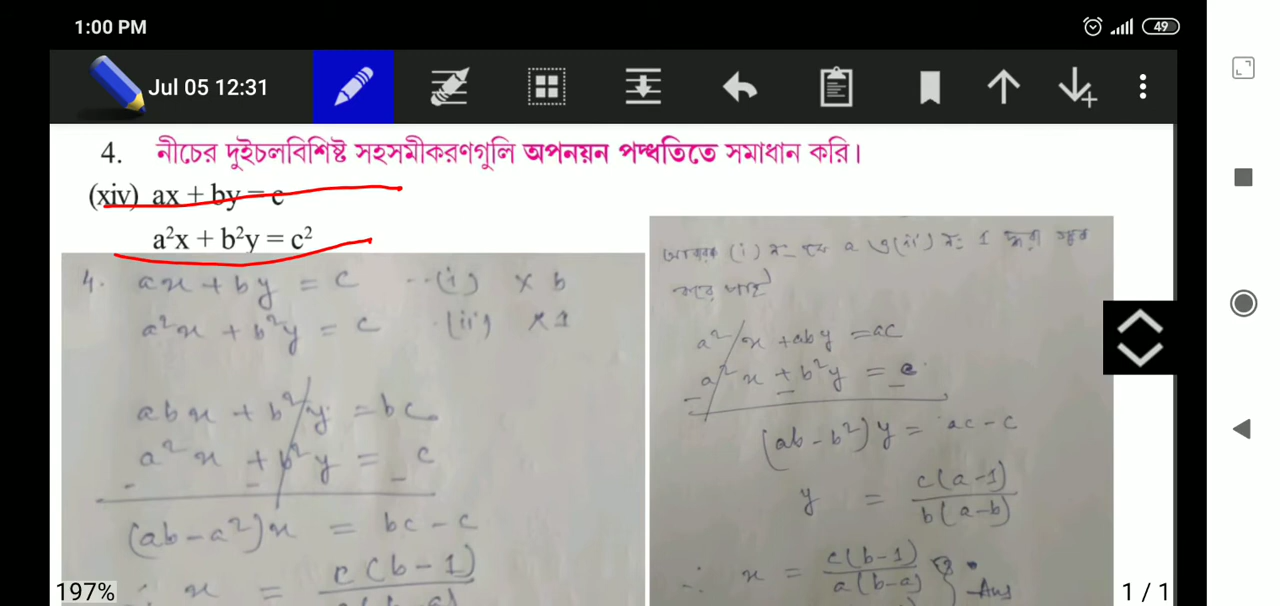 1:00 PM
49
Jul 05 12:31
4. নীচের দুইচলবিশিষ্ট সহসমীকরণগুলি অপনয়ন পদ্ধতিতে সমাধান করি।
(xiv) ax + by = c
a²x + b²y = c²
4. ax + by = c --(i) × b
a²x + b²y = c (ii) × 1
abx + b²y = bc
a²x + b²y = c
- - -
(ab - a²)x = bc - c
∴ x = c(b-1)
a(b-a)
(i) নং কে a ও (ii) নং 1 দ্বারা
করে পাই
a²x + aby = ac
a²x + b²y = c
- - -
(ab - b²)y = ac - c
y = c(a-1)
b(a-b)
∴ x = c(b-1)
a(b-a) } Ans
197%
1/1